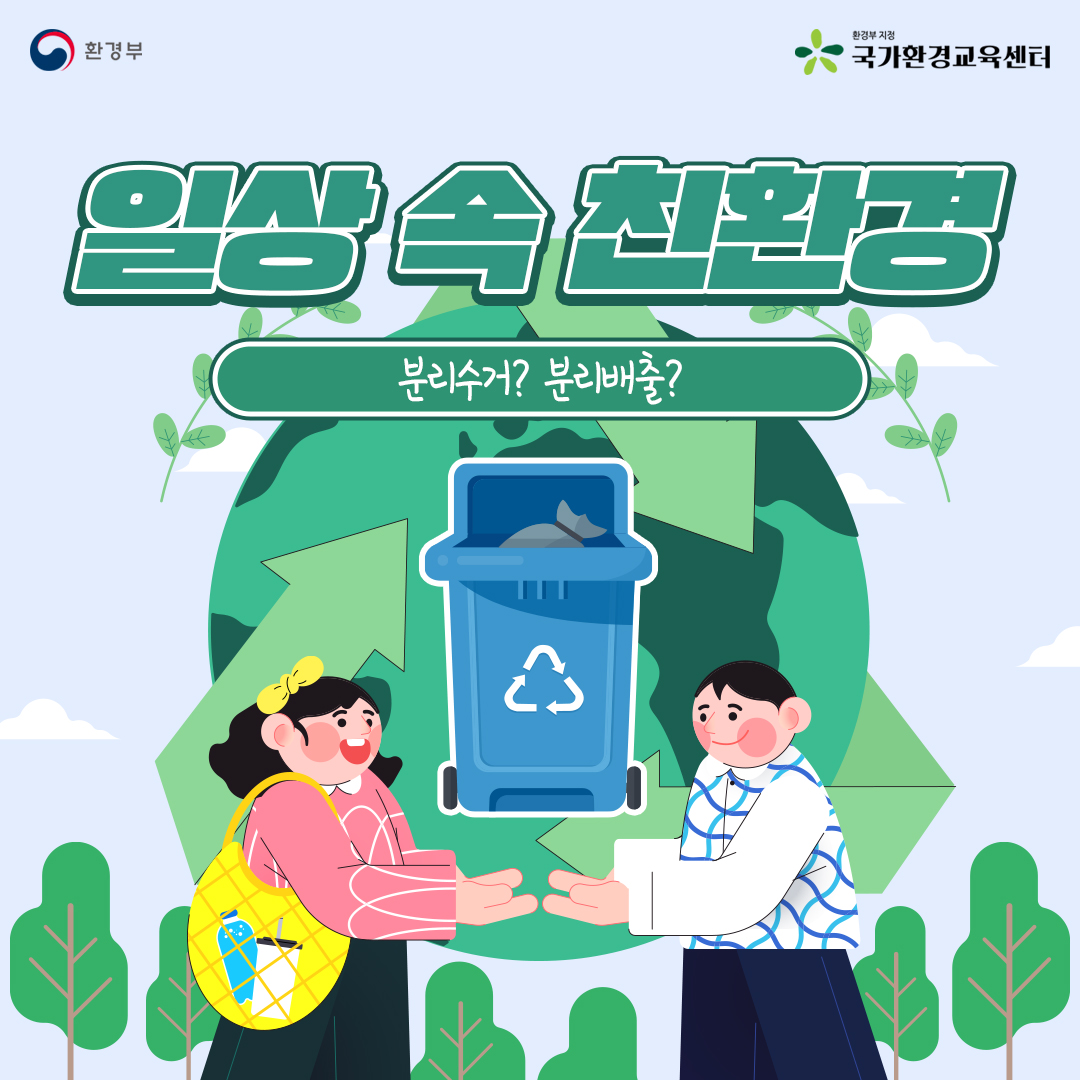 환경부
환경부 지정
국가환경교육센터
일상 속 친환경
분리수거? 분리배출?